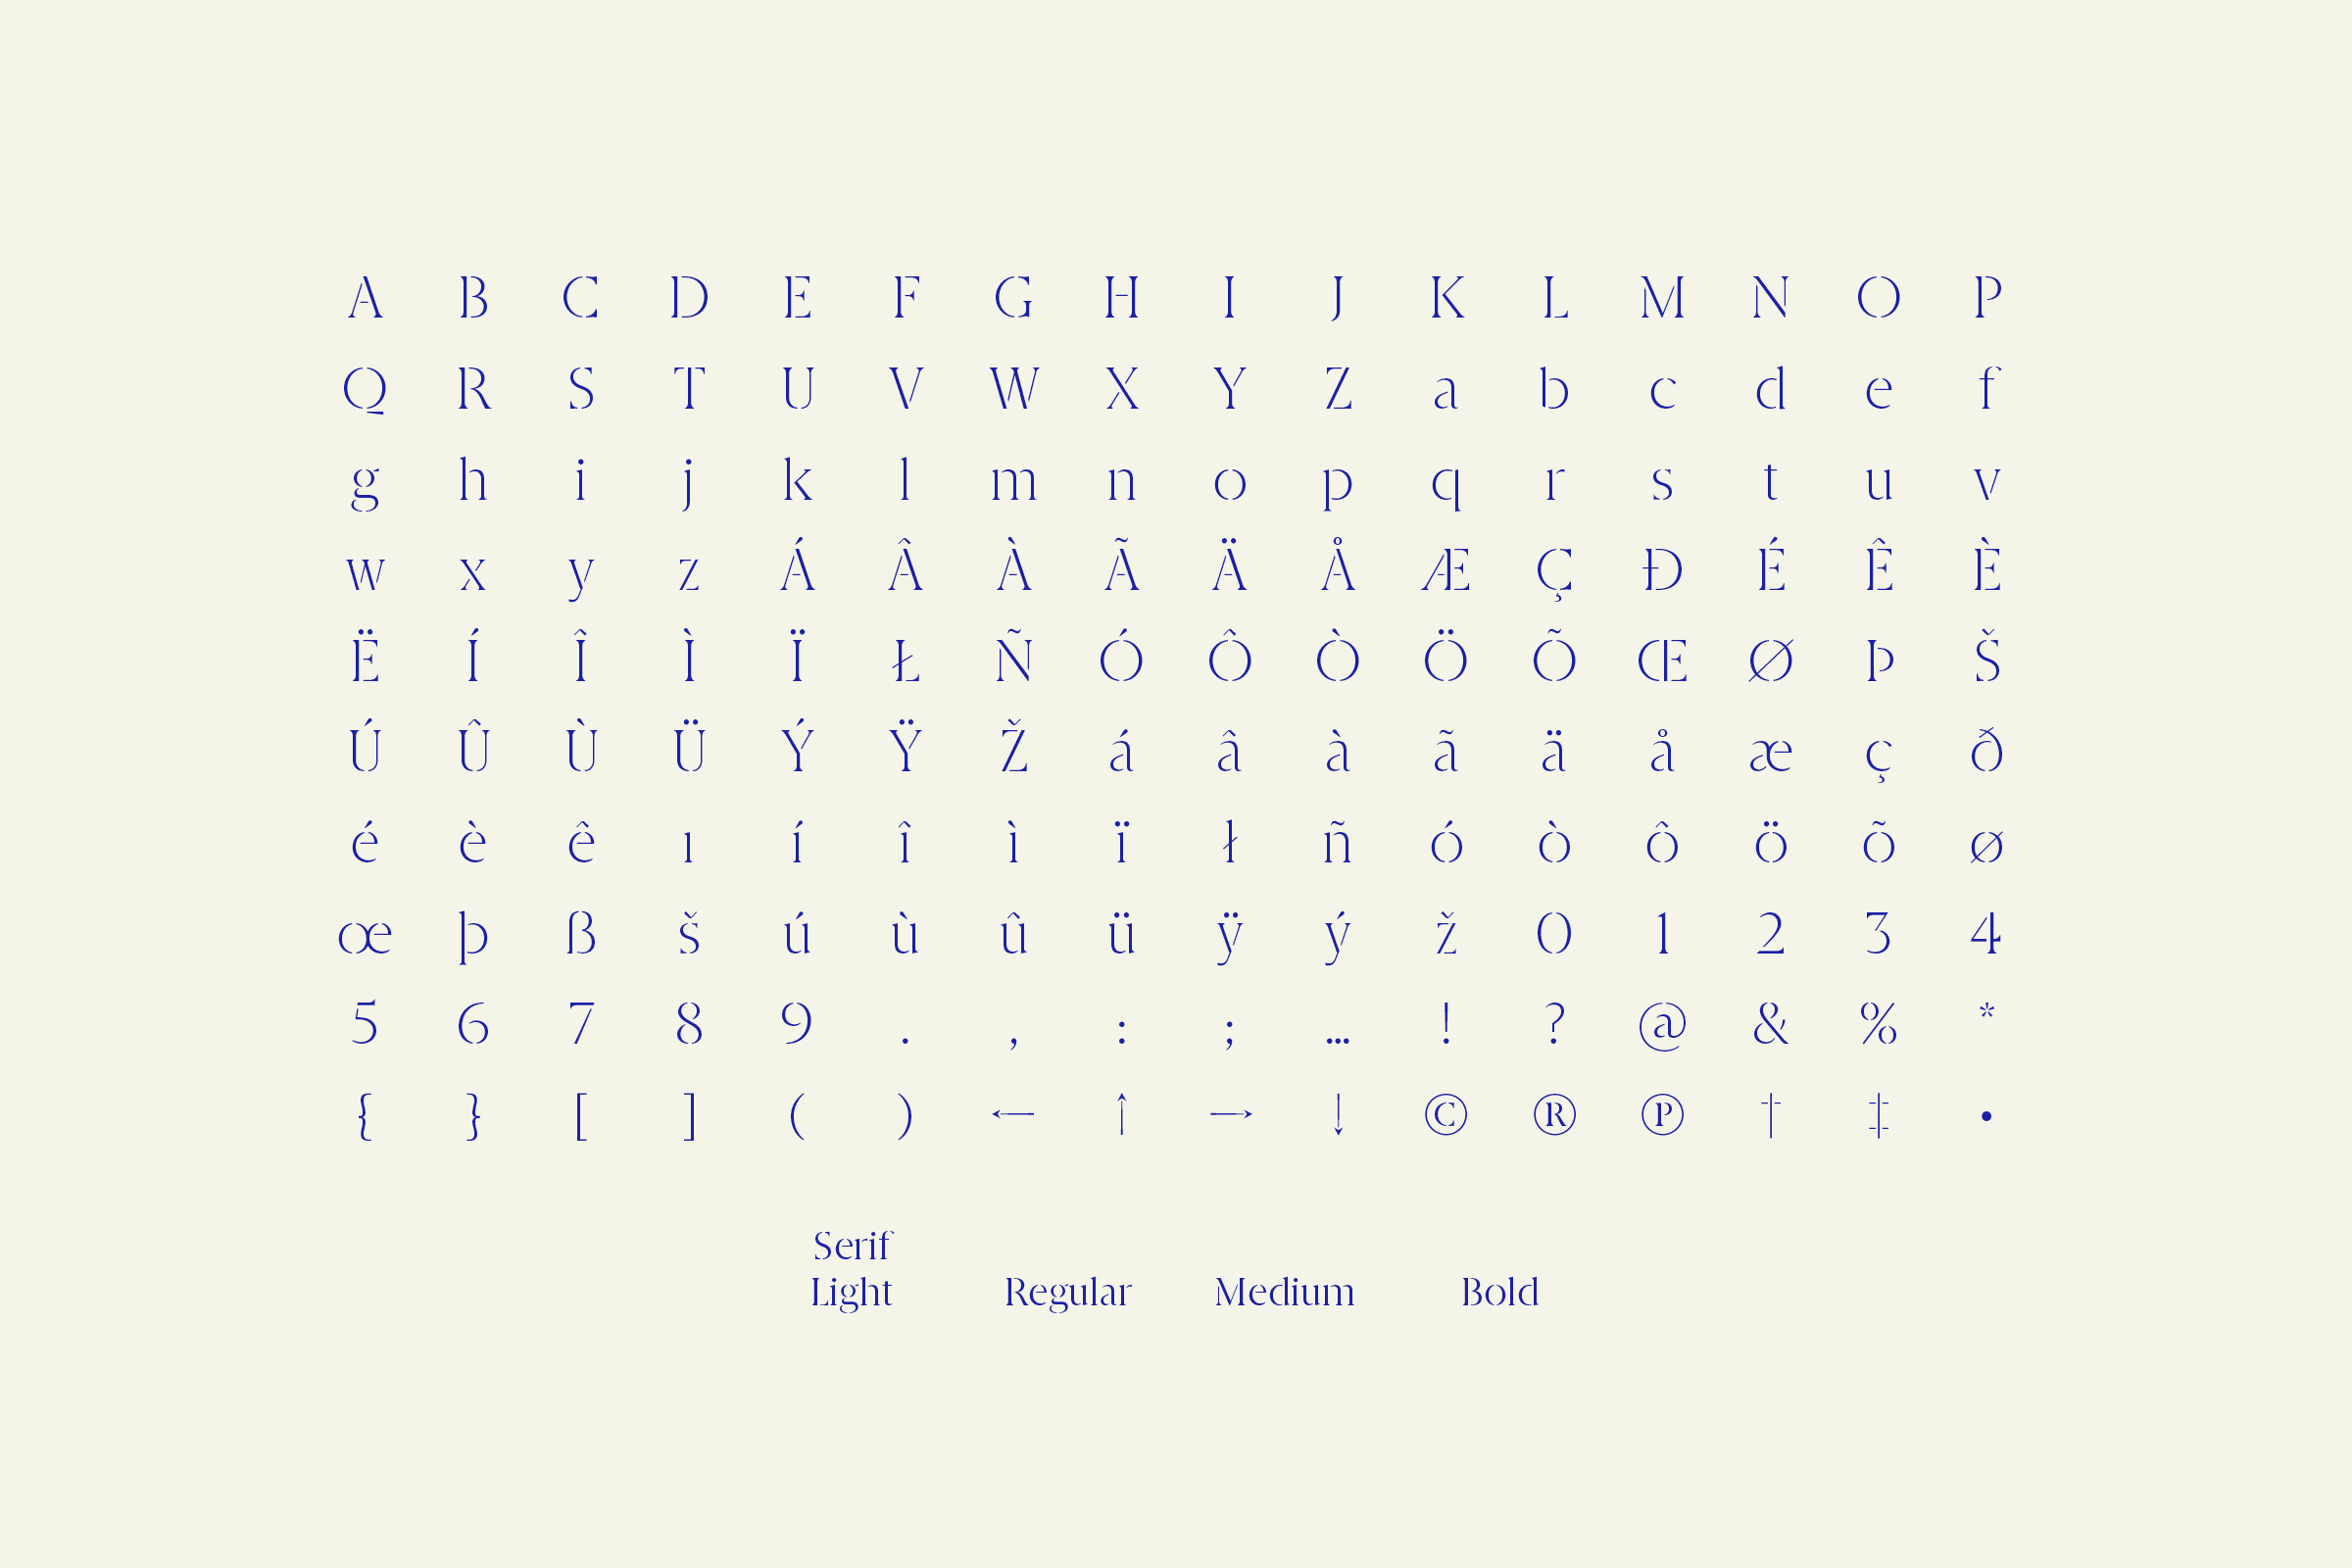 A B C D E F G H I J K L M N O P
Q R S T U V W X Y Z a b c d e f
g h i j k l m n o p q r s t u v
w x y z Á Â À Ã Ä Å Æ Ç Ð É Ê È
Ë Í Î Ì Ï Ł Ñ Ó Ô Ò Ö Õ Œ Ø Þ Š
Ú Û Ù Ü Ý Ÿ Ž á â à ã ä å æ ç ð
é è ê ı í î ì ï ł ñ ó ò ô ö õ ø
œ þ ß š ú ù û ü ÿ ý ž 0 1 2 3 4
5 6 7 8 9 . , : ; … ! ? @ & % *
{ } [ ] ( ) ← ↑ → ↓ © ® ℗ † ‡ •
Serif
Light Regular Medium Bold